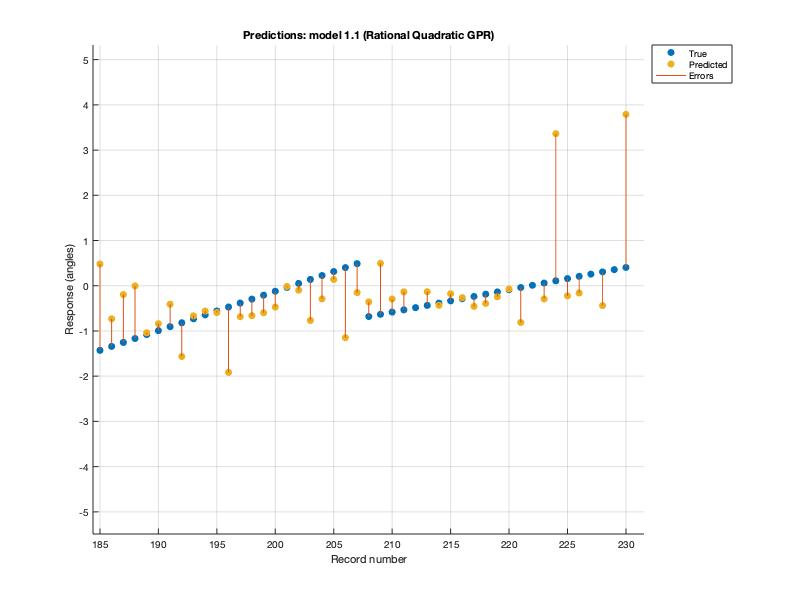 Predictions: model 1.1 (Rational Quadratic GPR)
True
Predicted
Errors
5
4
3
2
1
0
-1
-2
-3
-4
-5
Response (angles)
185 190 195 200 205 210 215 220 225 230
Record number